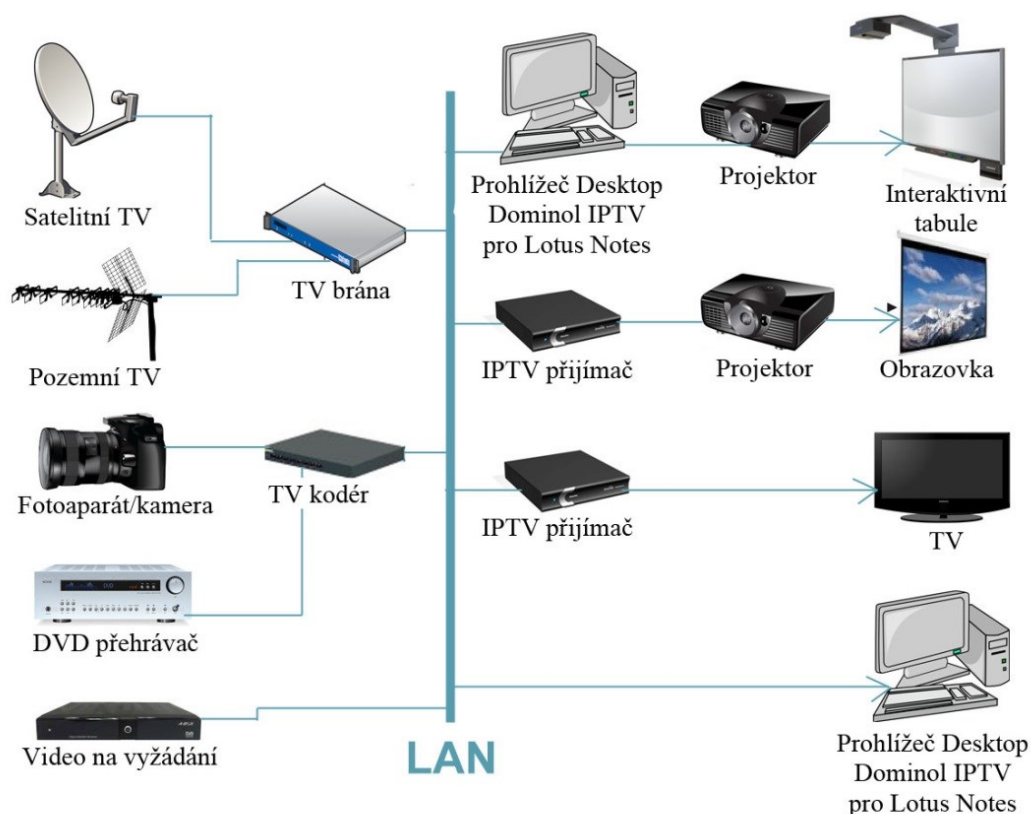 Satelitní TV
Pozemní TV
Fotoaparát/kamera
DVD přehrávač
Video na vyžádání
TV brána
TV kodér
LAN
Prohlížeč Desktop
Dominol IPTV
pro Lotus Notes
Projektor
Interaktivní
tabule
IPTV přijímač
Projektor
Obrazovka
IPTV přijímač
TV
Prohlížeč Desktop
Dominol IPTV
pro Lotus Notes